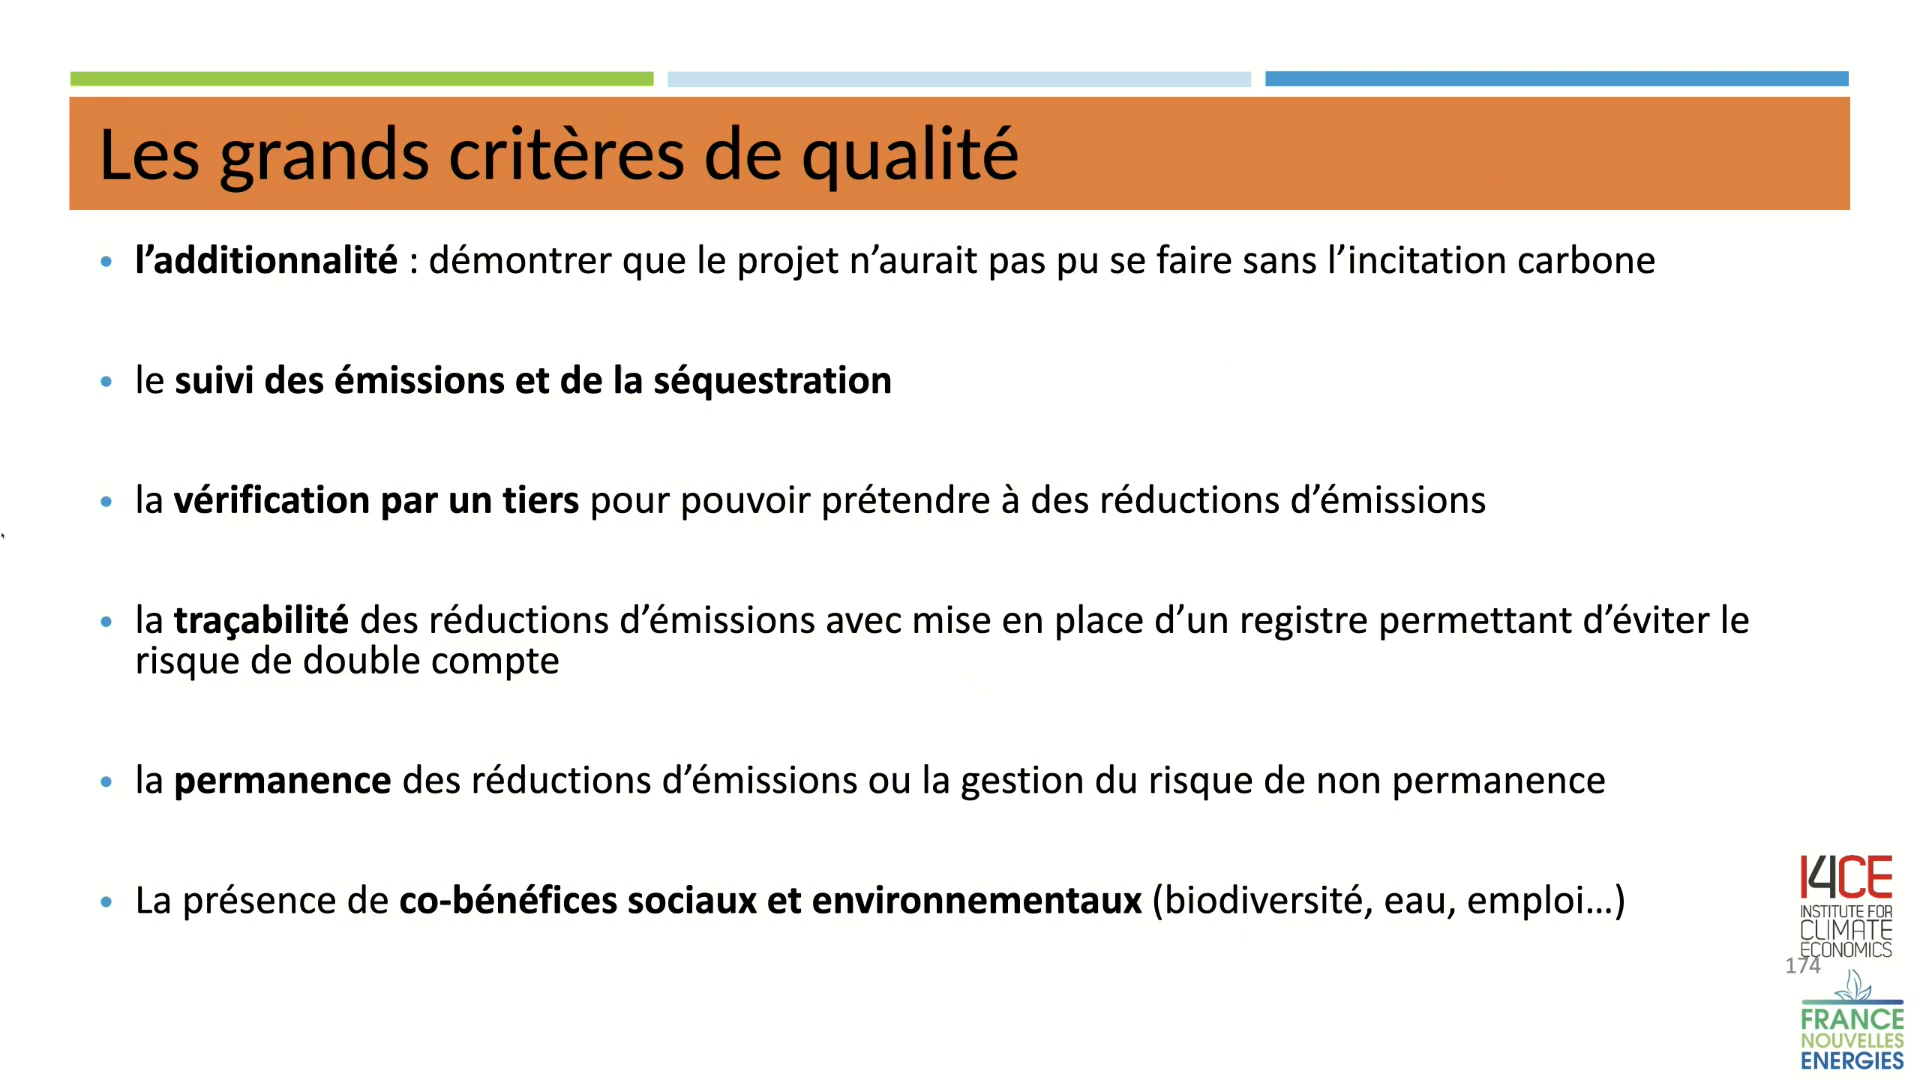 Les grands critères de qualité
• l’additionnalité : démontrer que le projet n’aurait pas pu se faire sans l’incitation carbone
• le suivi des émissions et de la séquestration
• la vérification par un tiers pour pouvoir prétendre à des réductions d’émissions
• la traçabilité des réductions d’émissions avec mise en place d’un registre permettant d’éviter le
risque de double compte
• la permanence des réductions d’émissions ou la gestion du risque de non permanence
• La présence de co-bénéfices sociaux et environnementaux (biodiversité, eau, emploi…)
I4CE
INSTITUTE FOR
CLIMATE
ECONOMICS
174
FRANCE
NOUVELLES
ENERGIES